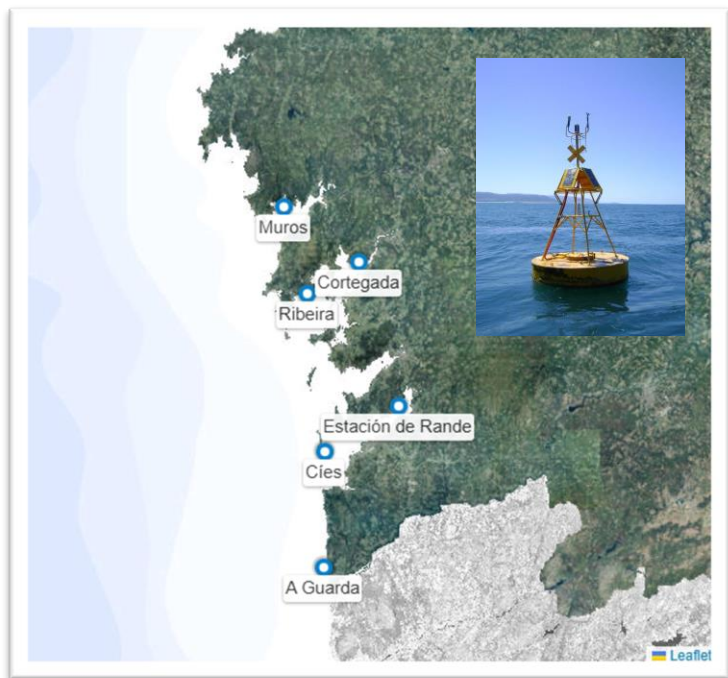 Muros
Cortegada
Ribeira
Estación de Rande
Cíes
A Guarda
Leaflet